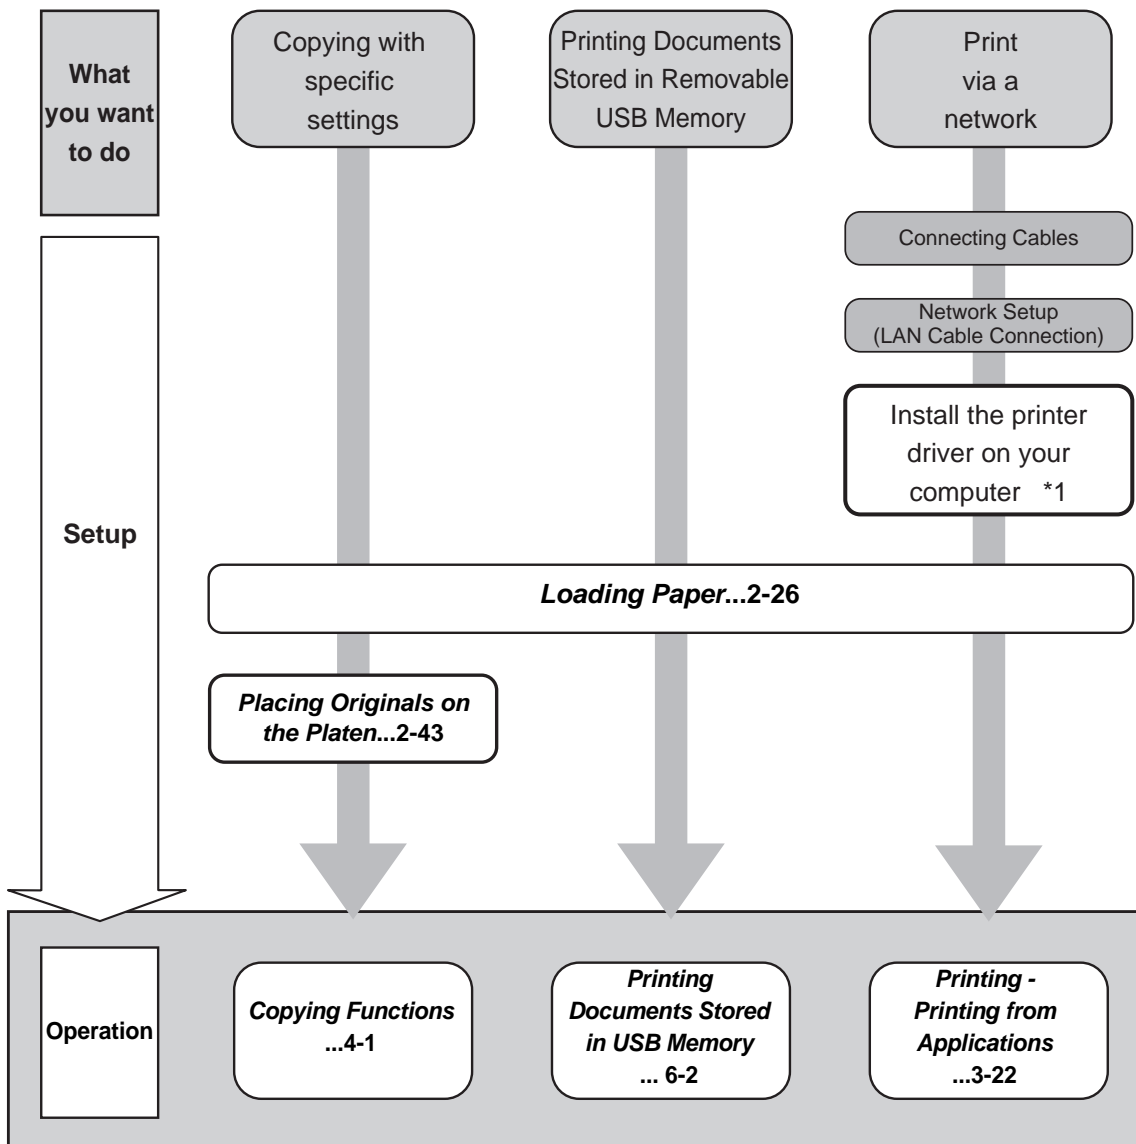 What
you want
to do
Copying with
specific
settings
Printing Documents
Stored in Removable
USB Memory
Print
via a
network
Connecting Cables
Network Setup
(LAN Cable Connection)
Install the printer
driver on your
computer *1
Setup
Loading Paper...2-26
Placing Originals on
the Platen...2-43
Operation
Copying Functions
...4-1
Printing
Documents Stored
in USB Memory
... 6-2
Printing -
Printing from
Applications
...3-22